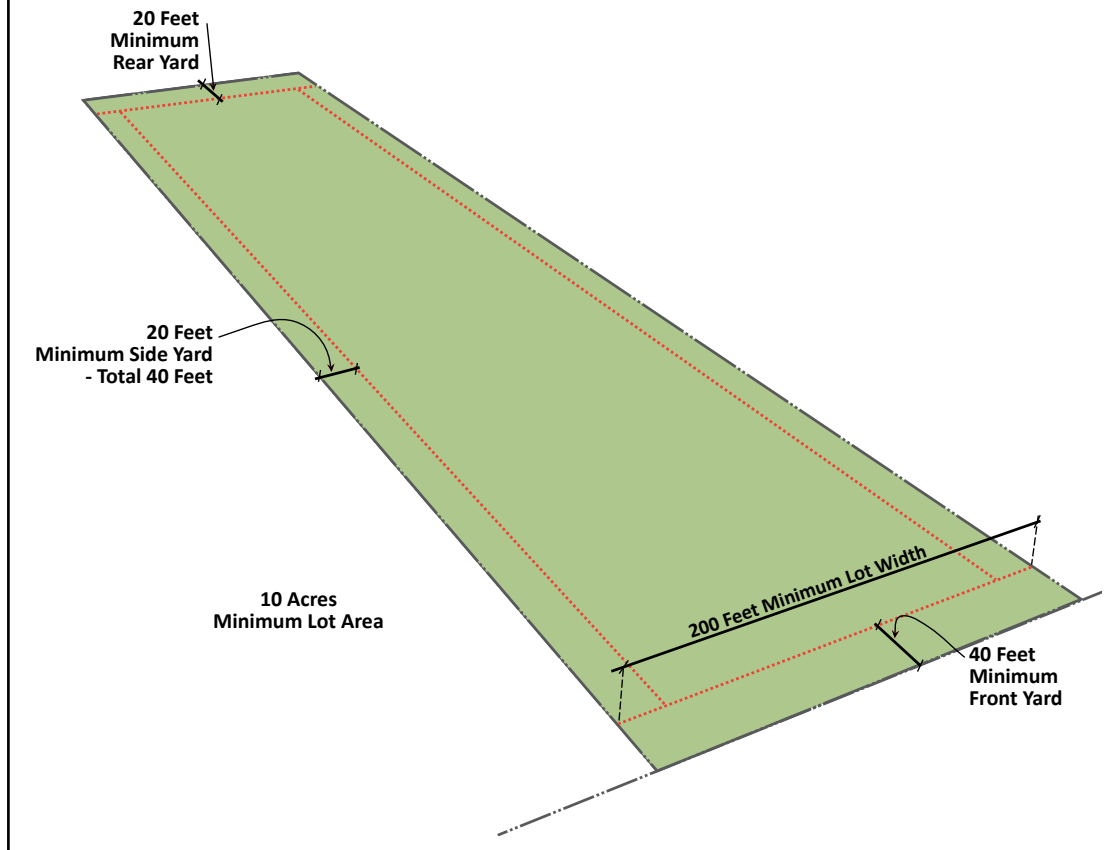 20 Feet
Minimum
Rear Yard
20 Feet
Minimum Side Yard
- Total 40 Feet
10 Acres
Minimum Lot Area
200 Feet Minimum Lot Width
40 Feet
Minimum
Front Yard